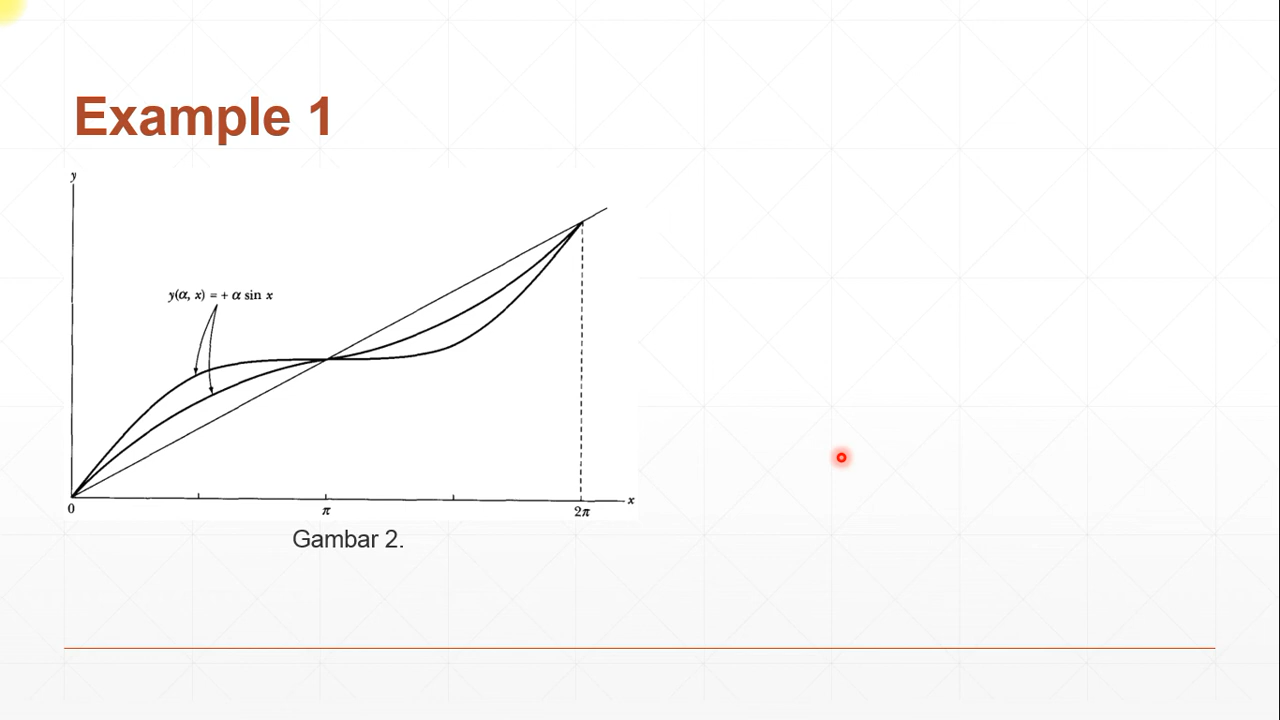 Example 1
y
y(α, x) = + α sin x
x
0
π
2π
Gambar 2.